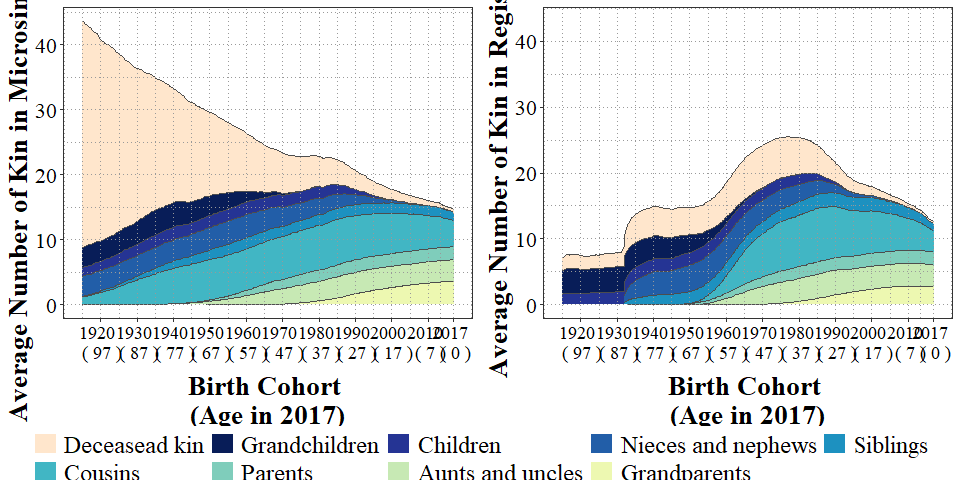 Average Number of Kin in Microsin
40
30
20
10
0
1920 1930 1940 1950 1960 1970 1980 1990 2000 2010 2017
( 97)( 87)( 77)( 67)( 57)( 47)( 37)( 27)( 17)( 7)( 0)
Birth Cohort
(Age in 2017)
Average Number of Kin in Regis
40
30
20
10
0
1920 1930 1940 1950 1960 1970 1980 1990 2000 2010 2017
( 97)( 87)( 77)( 67)( 57)( 47)( 37)( 27)( 17)( 7)( 0)
Birth Cohort
(Age in 2017)
Deceasead kin Grandchildren Children Nieces and nephews Siblings
Cousins Parents Aunts and uncles Grandparents